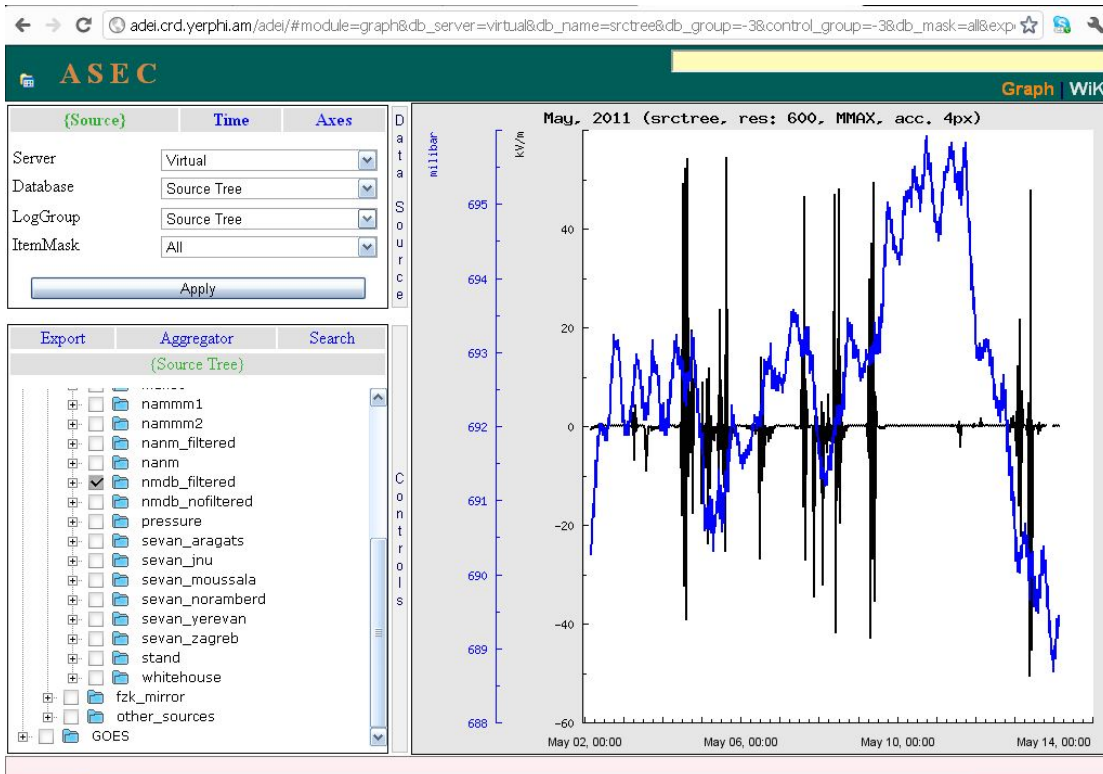 adei.crd.yerphi.am/adei/#module=graph&db_server=virtual&db_name=srctree&db_group=-3&control_group=-3&db_mask=all&exp
ASEC
Graph | WiK
{Source} Time Axes
Server Virtual
Database Source Tree
LogGroup Source Tree
ItemMask All
Apply
Data Source
Export Aggregator Search
{Source Tree}
nammm1
nammm2
nanm_filtered
nanm
nmdb_filtered
nmdb_nofiltered
pressure
sevan_aragats
sevan_jnu
sevan_moussala
sevan_noramberd
sevan_yerevan
sevan_zagreb
stand
whitehouse
fzk_mirror
other_sources
GOES
Controls
May, 2011 (srctree, res: 600, MMAX, acc. 4px)
milibar
695
694
693
692
691
690
689
688
kV/m
40
20
0
-20
-40
-60
May 02, 00:00 May 06, 00:00 May 10, 00:00 May 14, 00:00